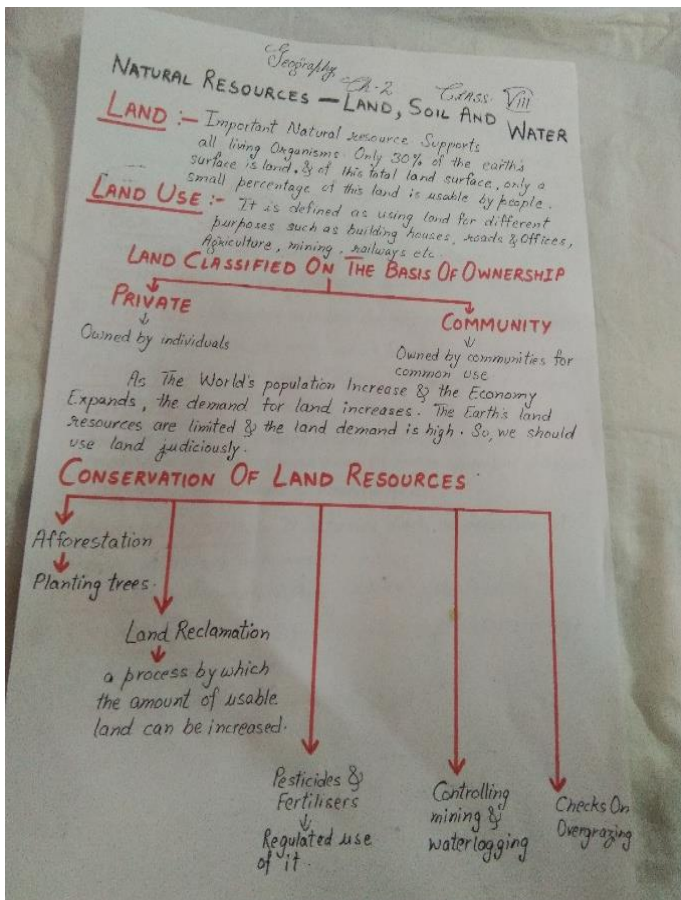 Geography Ch-2 CLASS VIII
NATURAL RESOURCES – LAND, SOIL AND WATER
LAND :- Important Natural resource Supports
all living Organisms. Only 30% of the earth's
surface is land, & of this total land surface, only a
small percentage of this land is usable by people.
LAND USE :- It is defined as using land for different
purposes such as building houses, roads & Offices,
Agriculture, mining, railways etc.
LAND CLASSIFIED ON THE BASIS OF OWNERSHIP
PRIVATE
Owned by individuals
COMMUNITY
Owned by communities for
common use
As The World's population Increase & the Economy
Expands, the demand for land increases. The Earth's land
resources are limited & the land demand is high. So, we should
use land judiciously.
CONSERVATION OF LAND RESOURCES
Afforestation
Planting trees.
Land Reclamation
a process by which
the amount of usable
land can be increased.
Pesticides &
Fertilisers
Regulated use
of it.
Controlling
mining &
waterlogging
Checks On
Overgrazing